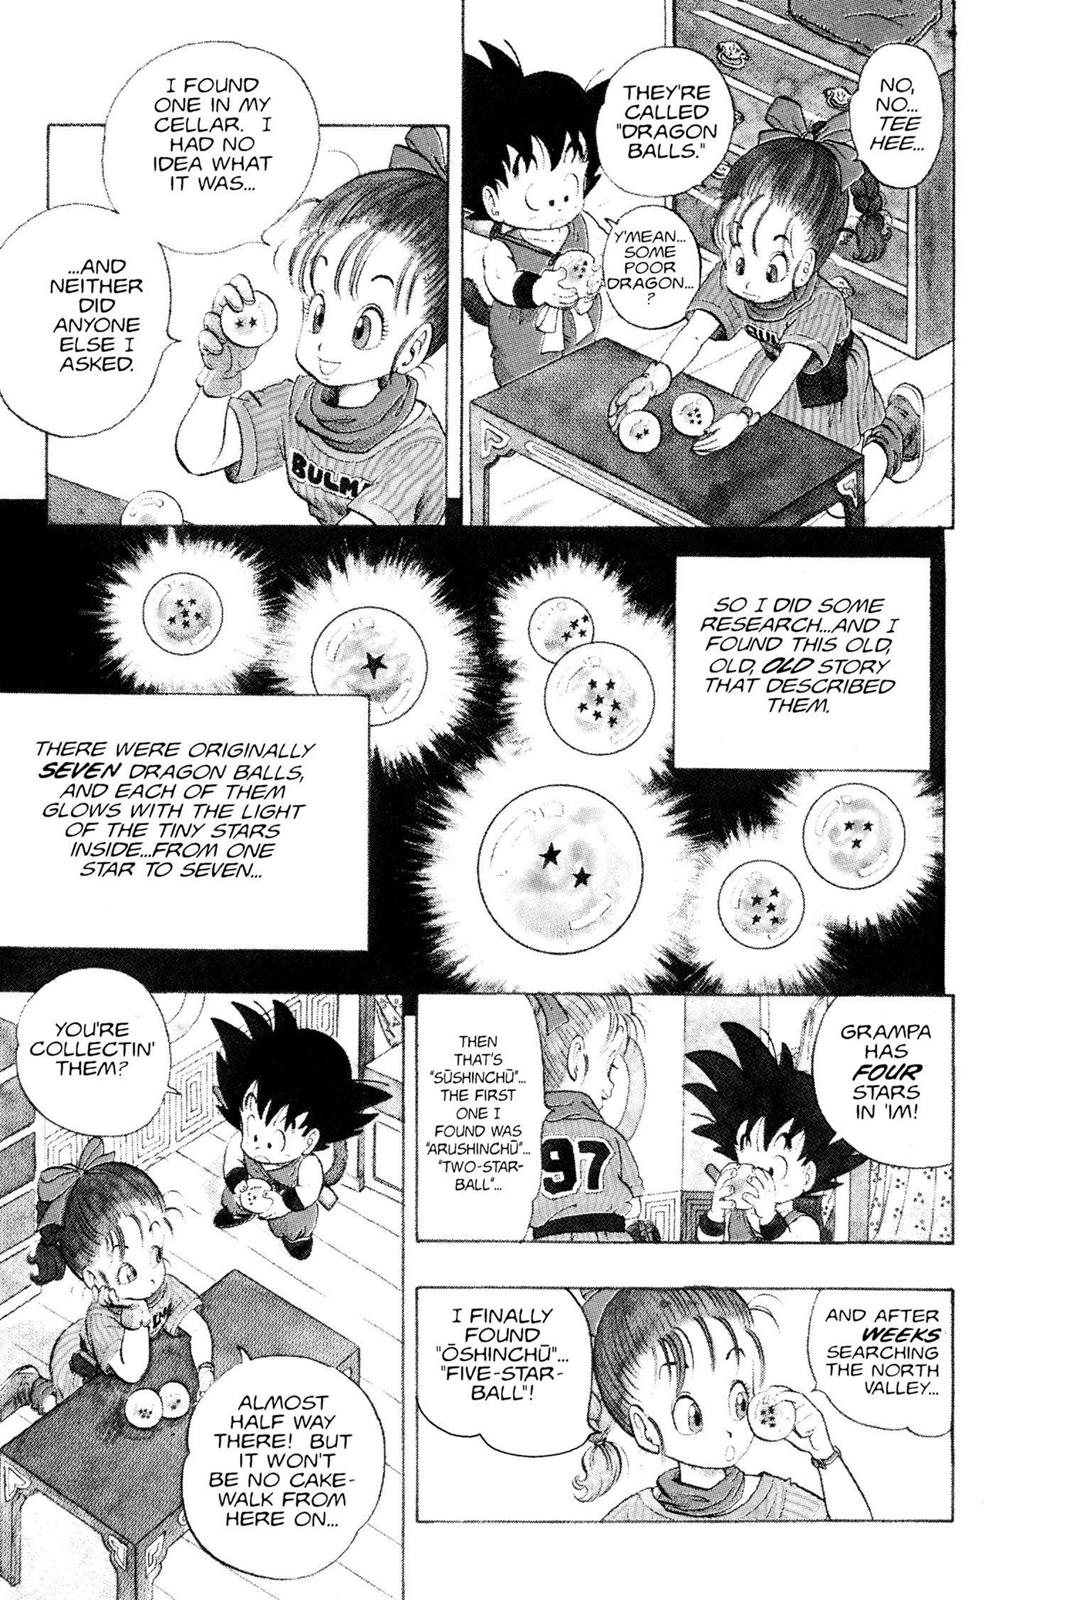 NO,
NO...
TEE
HEE...
THEY'RE
CALLED
"DRAGON
BALLS."
Y'MEAN...
SOME
POOR
DRAGON...
?
BULM
I FOUND
ONE IN MY
CELLAR. I
HAD NO
IDEA WHAT
IT WAS...
...AND
NEITHER
DID
ANYONE
ELSE I
ASKED.
BULM
SO I DID SOME
RESEARCH...AND I
FOUND THIS OLD,
OLD, OLD STORY
THAT DESCRIBED
THEM.
THERE WERE ORIGINALLY
SEVEN DRAGON BALLS,
AND EACH OF THEM
GLOWS WITH THE LIGHT
OF THE TINY STARS
INSIDE...FROM ONE
STAR TO SEVEN...
GRAMPA
HAS
FOUR
STARS
IN 'IM!
THEN
THAT'S
"SŪSHINCHŪ"...
THE FIRST
ONE I
FOUND WAS
"ARUSHINCHŪ"...
"TWO-STAR-
BALL"...
97
AND AFTER
WEEKS
SEARCHING
THE NORTH
VALLEY...
I FINALLY
FOUND
"ŌSHINCHŪ"...
"FIVE-STAR-
BALL"!
YOU'RE
COLLECTIN'
THEM?
ALMOST
HALF WAY
THERE! BUT
IT WON'T
BE NO CAKE-
WALK FROM
HERE ON...